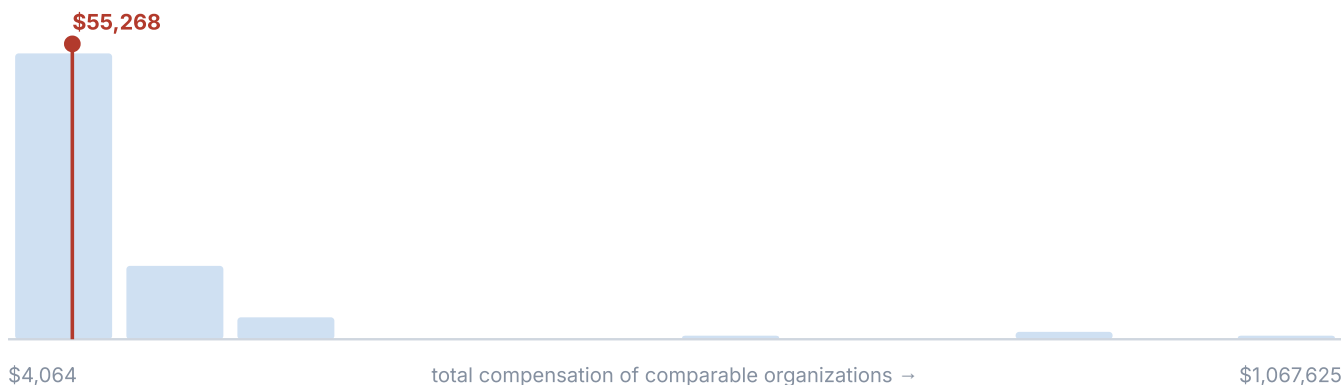 $55,268
$4,064 total compensation of comparable organizations → $1,067,625